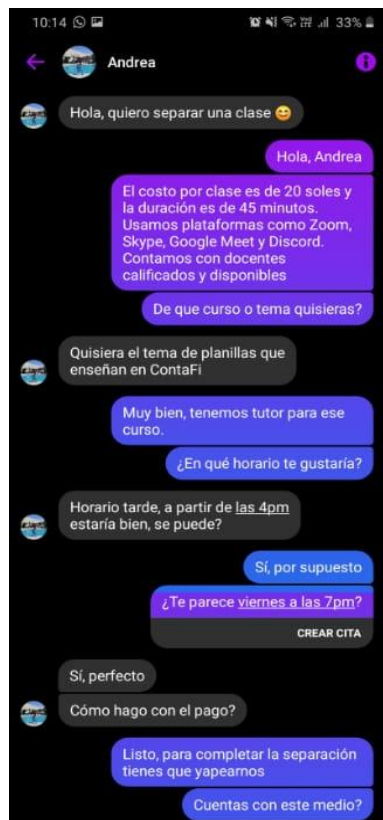 10:14
33%
Andrea
Hola, quiero separar una clase 😊
Hola, Andrea
El costo por clase es de 20 soles y
la duración es de 45 minutos.
Usamos plataformas como Zoom,
Skype, Google Meet y Discord.
Contamos con docentes
calificados y disponibles
De que curso o tema quisieras?
Quisiera el tema de planillas que
enseñan en ContaFi
Muy bien, tenemos tutor para ese
curso.
¿En qué horario te gustaría?
Horario tarde, a partir de las 4pm
estaría bien, se puede?
Sí, por supuesto
¿Te parece viernes a las 7pm?
CREAR CITA
Sí, perfecto
Cómo hago con el pago?
Listo, para completar la separación
tienes que yapearnos
Cuentas con este medio?